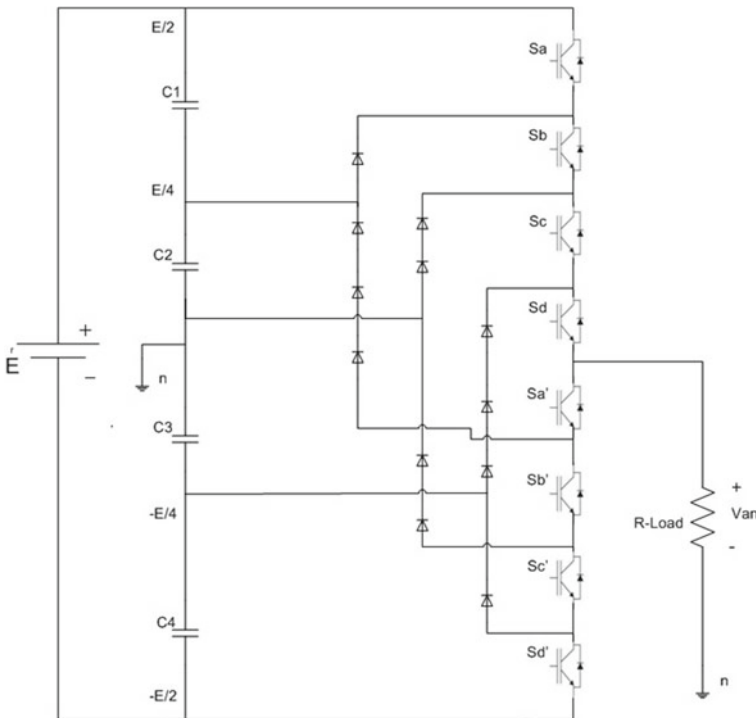 E/2
Sa
C1
Sb
E/4
Sc
C2
Sd
+
E
r
−
n
Sa'
C3
Sb'
+
R-Load
Van
-
-E/4
Sc'
C4
Sd'
n
-E/2